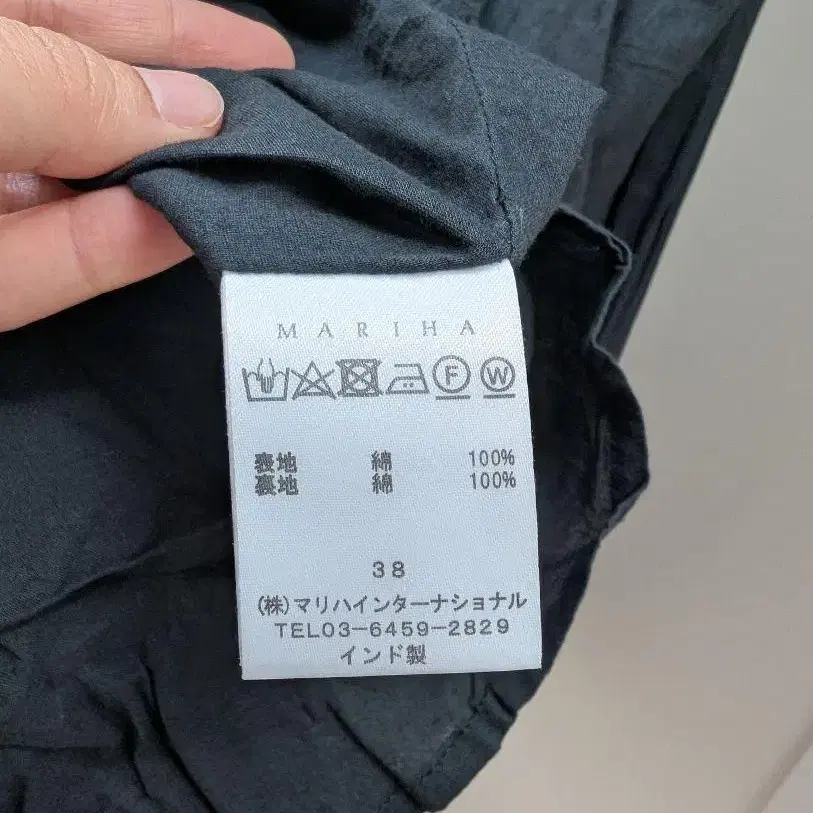 MARIHA
F W
表地 綿 100%
裏地 綿 100%
38
(株)マリハインターナショナル
TEL03-6459-2829
インド製